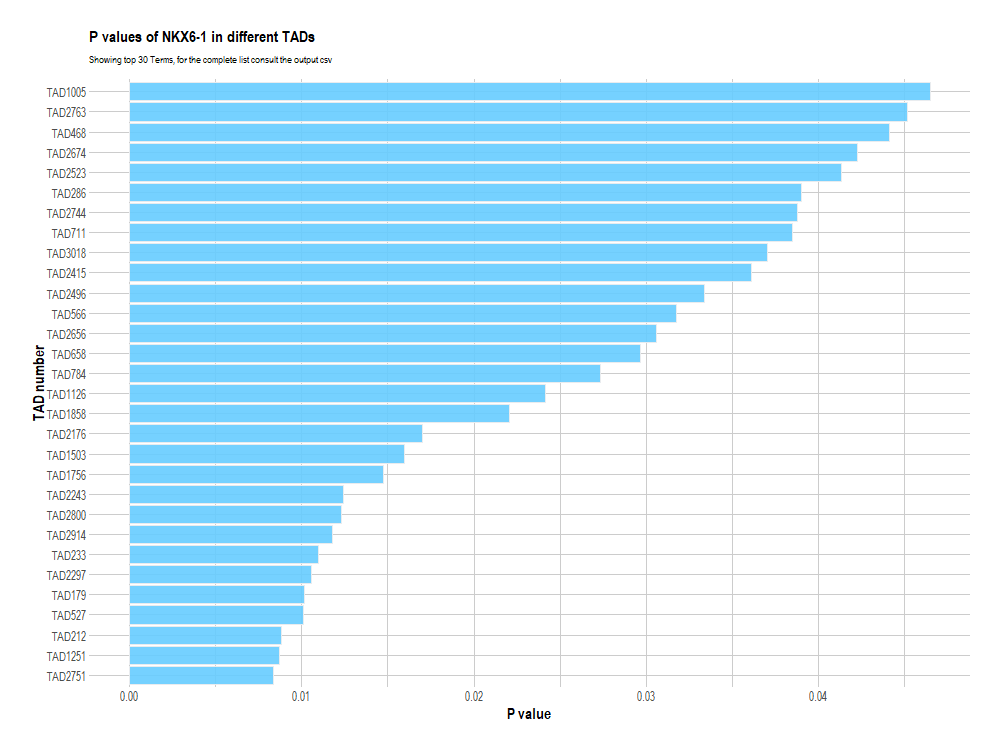 P values of NKX6-1 in different TADs
Showing top 30 Terms, for the complete list consult the output csv
TAD1005
TAD2763
TAD468
TAD2674
TAD2523
TAD286
TAD2744
TAD711
TAD3018
TAD2415
TAD2496
TAD566
TAD2656
TAD658
TAD784
TAD1126
TAD1858
TAD2176
TAD1503
TAD1756
TAD2243
TAD2800
TAD2914
TAD233
TAD2297
TAD179
TAD527
TAD212
TAD1251
TAD2751
TAD number
0.00 0.01 0.02 0.03 0.04
P value